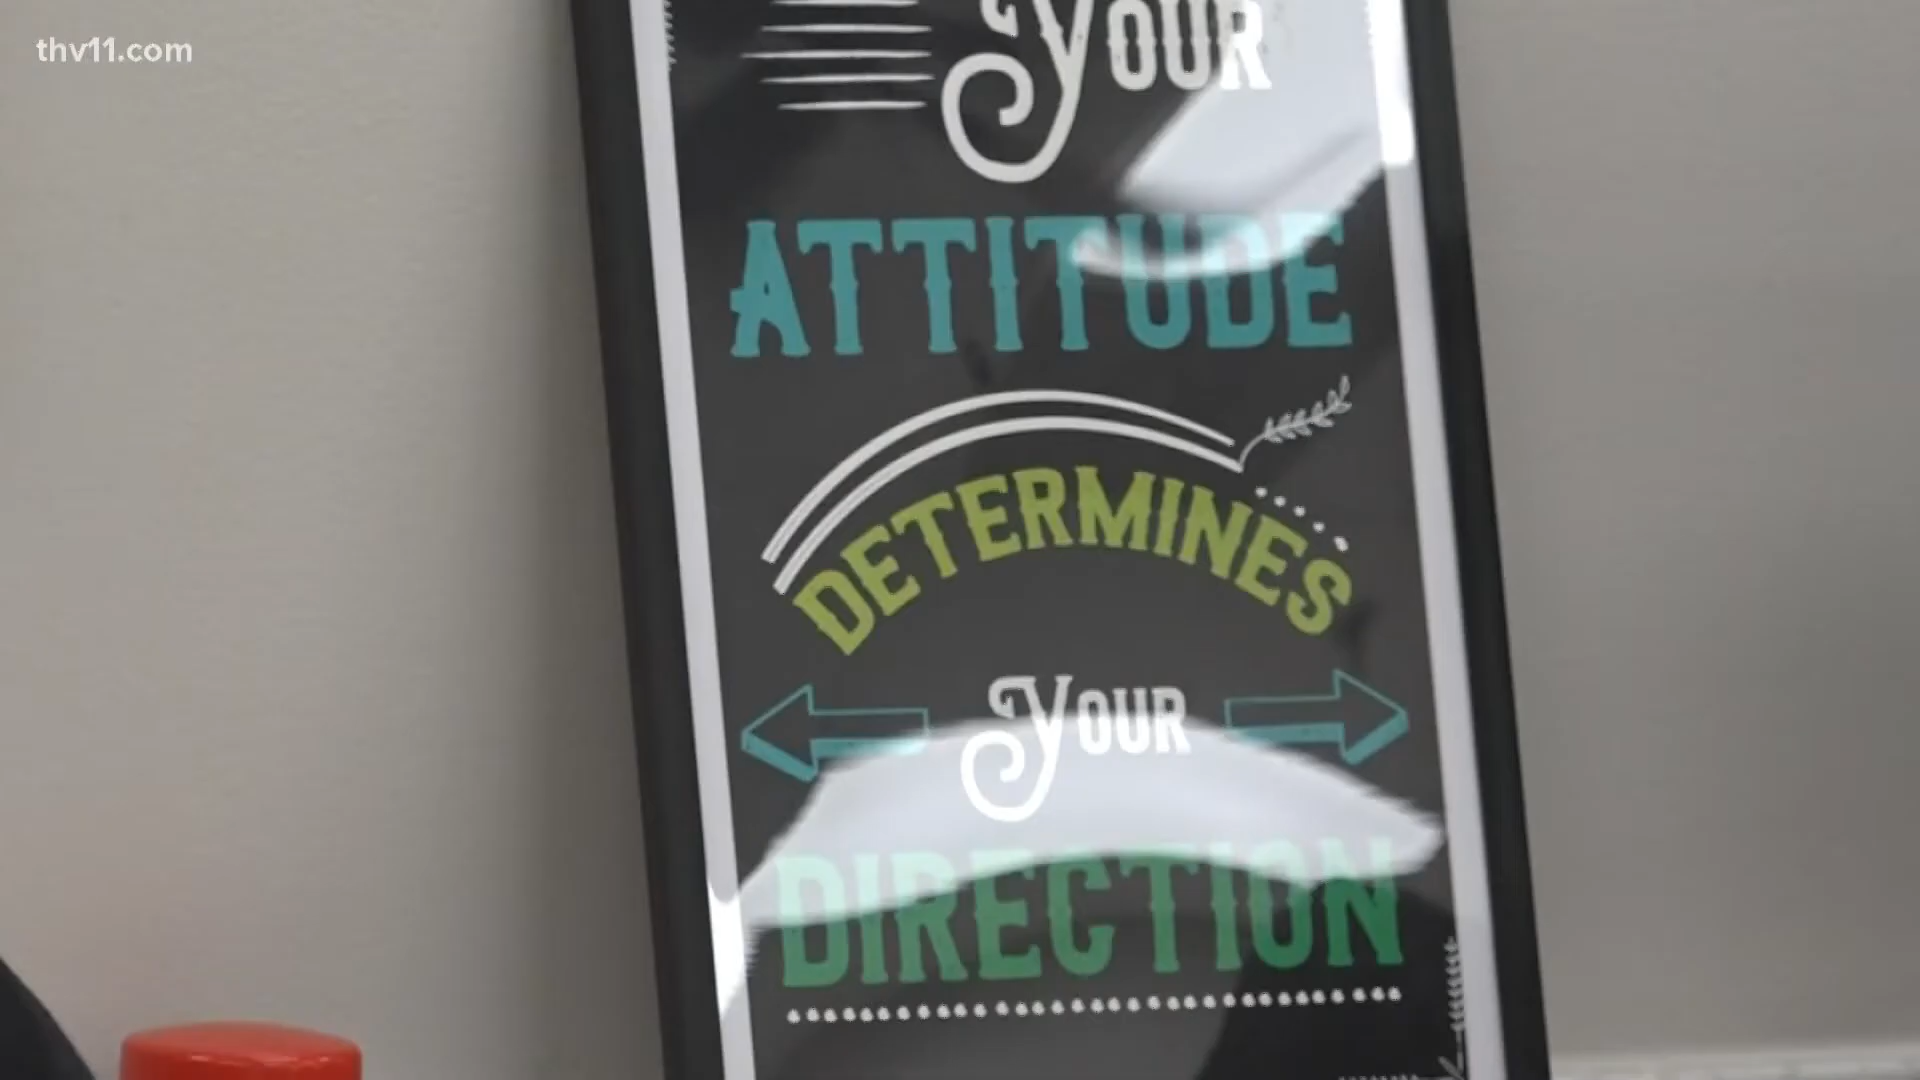 thv11.com
Your
ATTITUDE
DETERMINES
Your
DIRECTION